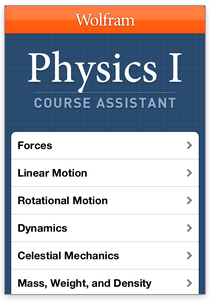 Wolfram
Physics I
COURSE ASSISTANT
Forces
Linear Motion
Rotational Motion
Dynamics
Celestial Mechanics
Mass, Weight, and Density